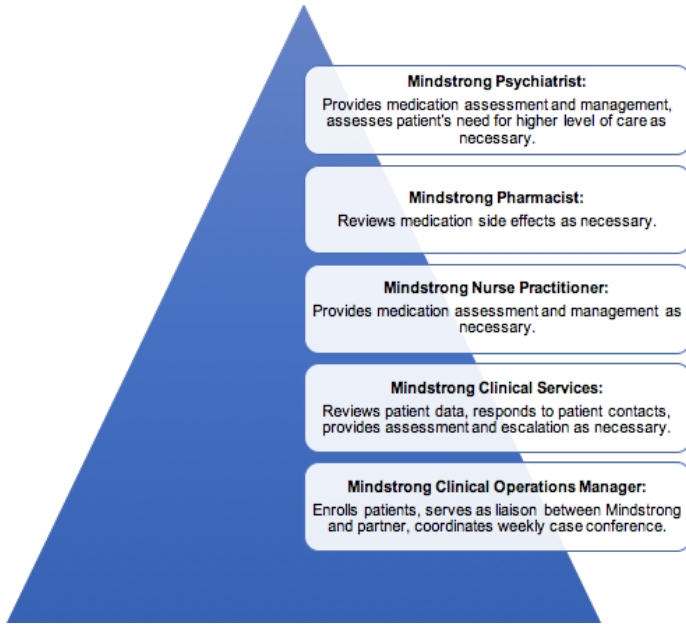 Mindstrong Psychiatrist:
Provides medication assessment and management,
assesses patient's need for higher level of care as
necessary.
Mindstrong Pharmacist:
Reviews medication side effects as necessary.
Mindstrong Nurse Practitioner:
Provides medication assessment and management as
necessary.
Mindstrong Clinical Services:
Reviews patient data, responds to patient contacts,
provides assessment and escalation as necessary.
Mindstrong Clinical Operations Manager:
Enrolls patients, serves as liaison between Mindstrong
and partner, coordinates weekly case conference.